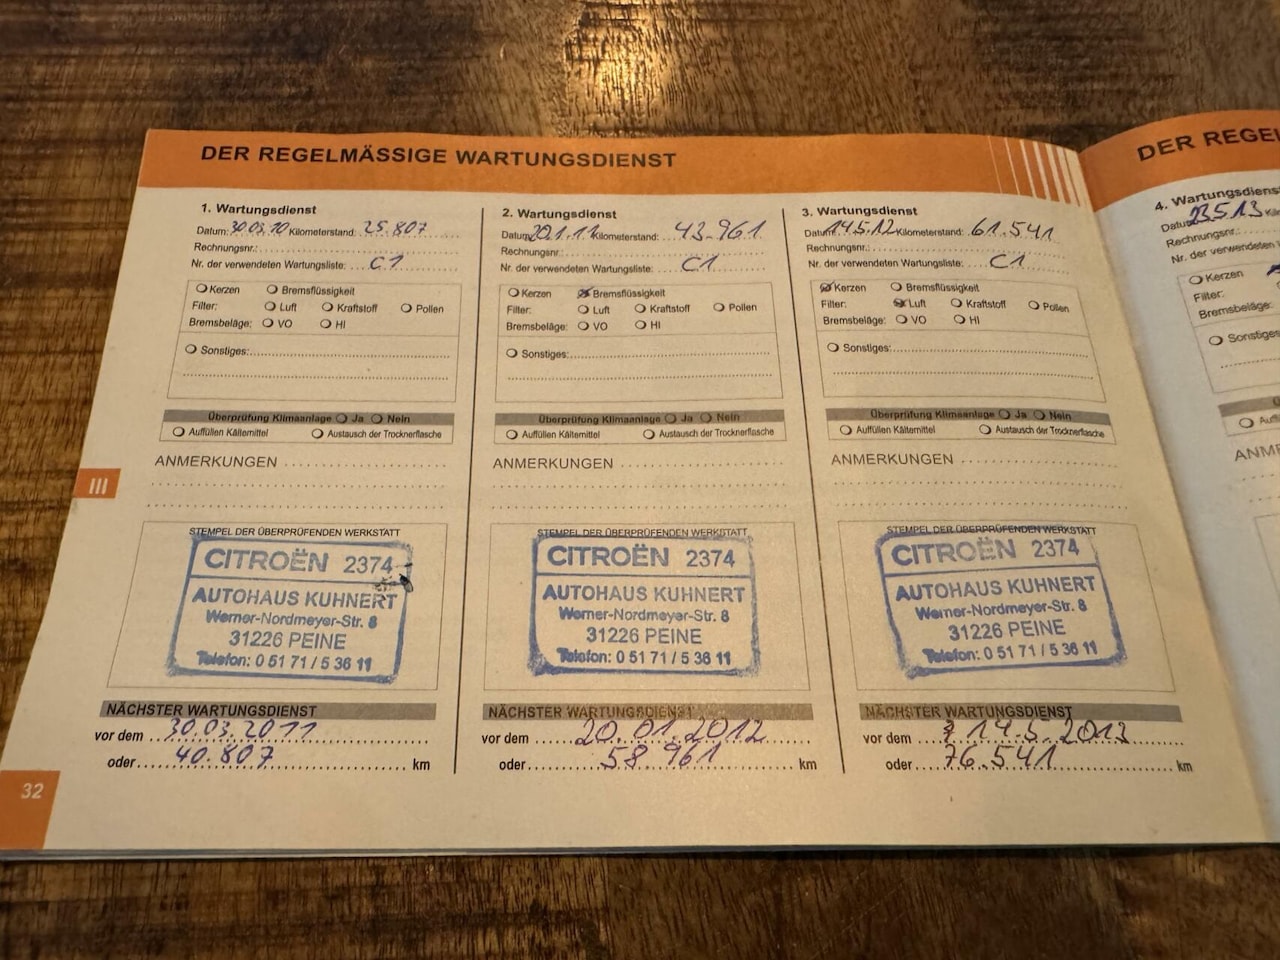 DER REGELMÄSSIGE WARTUNGSDIENST
1. Wartungsdienst
Datum: 30.03.10 Kilometerstand: 25.807
Rechnungsnr.:
Nr. der verwendeten Wartungsliste: C1
Kerzen Bremsflüssigkeit
Filter: Luft Kraftstoff Pollen
Bremsbeläge: VO HI
Sonstiges:
Überprüfung Klimaanlage Ja Nein
Auffüllen Kältemittel Austausch der Trocknerflasche
ANMERKUNGEN
STEMPEL DER ÜBERPRÜFENDEN WERKSTATT
CITROËN 2374
AUTOHAUS KUHNERT
Werner-Nordmeyer-Str. 8
31226 PEINE
Telefon: 0 51 71 / 5 36 11
NÄCHSTER WARTUNGSDIENST
vor dem 30.03.2011
oder 40.807 km
2. Wartungsdienst
Datum: 20.1.11 Kilometerstand: 43.961
Rechnungsnr.
Nr. der verwendeten Wartungsliste: C1
Kerzen Bremsflüssigkeit
Filter: Luft Kraftstoff Pollen
Bremsbeläge: VO HI
Sonstiges:
Überprüfung Klimaanlage Ja Nein
Auffüllen Kältemittel Austausch der Trocknerflasche
ANMERKUNGEN
STEMPEL DER ÜBERPRÜFENDEN WERKSTATT
CITROËN 2374
AUTOHAUS KUHNERT
Werner-Nordmeyer-Str. 8
31226 PEINE
Telefon: 0 51 71 / 5 36 11
NÄCHSTER WARTUNGSDIENST
vor dem 20.01.2012
oder 58.961 km
3. Wartungsdienst
Datum 14.5.12 Kilometerstand: 61.541
Rechnungsnr.:
Nr. der verwendeten Wartungsliste: C1
Kerzen Bremsflüssigkeit
Filter: Luft Kraftstoff Pollen
Bremsbeläge: VO HI
Sonstiges:
Überprüfung Klimaanlage Ja Nein
Auffüllen Kältemittel Austausch der Trocknerflasche
ANMERKUNGEN
STEMPEL DER ÜBERPRÜFENDEN WERKSTATT
CITROËN 2374
AUTOHAUS KUHNERT
Werner-Nordmeyer-Str. 8
31226 PEINE
Telefon: 0 51 71 / 5 36 11
NÄCHSTER WARTUNGSDIENST
vor dem 14.5.2013
oder 76.541 km
III
32
DER REGEL
4. Wartungsdienst
Datum 23.5.13
Rechnungsnr.
Nr. der verwendeten
Kerzen
Filter:
Bremsbeläge:
Sonstiges
ANM